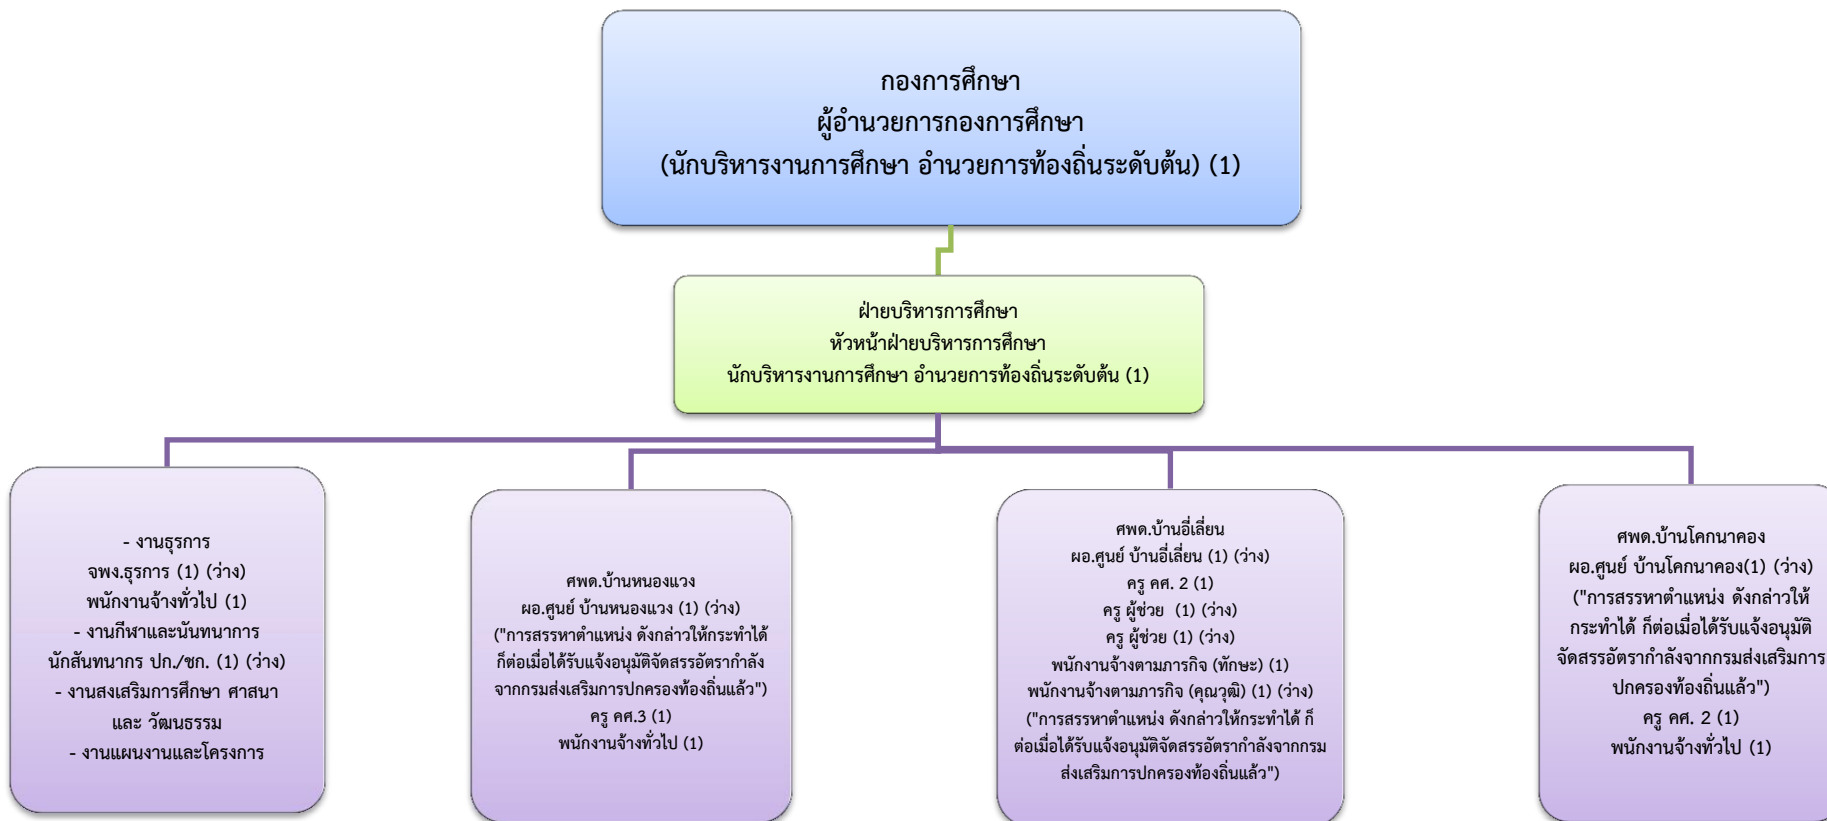 กองการศึกษา
ผู้อำนวยการกองการศึกษา
(นักบริหารงานการศึกษา อำนวยการท้องถิ่นระดับต้น) (1)
ฝ่ายบริหารการศึกษา
หัวหน้าฝ่ายบริหารการศึกษา
นักบริหารงานการศึกษา อำนวยการท้องถิ่นระดับต้น (1)
- งานธุรการ
จพง.ธุรการ (1) (ว่าง)
พนักงานจ้างทั่วไป (1)
- งานกีฬาและนันทนาการ
นักสันทนากร ปก./ชก. (1) (ว่าง)
- งานสงเสริมการศึกษา ศาสนา
และ วัฒนธรรม
- งานแผนงานและโครงการ
ศพด.บ้านหนองแวง
ผอ.ศูนย์ บ้านหนองแวง (1) (ว่าง)
("การสรรหาตำแหน่ง ดังกล่าวให้กระทำได้
ก็ต่อเมื่อได้รับแจ้งอนุมัติจัดสรรอัตรากำลัง
จากกรมส่งเสริมการปกครองท้องถิ่นแล้ว")
ครู คศ.3 (1)
พนักงานจ้างทั่วไป (1)
ศพด.บ้านอี่เลี่ยน
ผอ.ศูนย์ บ้านอี่เลี่ยน (1) (ว่าง)
ครู คศ. 2 (1)
ครู ผู้ช่วย  (1) (ว่าง)
ครู ผู้ช่วย (1) (ว่าง)
พนักงานจ้างตามภารกิจ (ทักษะ) (1)
พนักงานจ้างตามภารกิจ (คุณวุฒิ) (1) (ว่าง)
("การสรรหาตำแหน่ง ดังกล่าวให้กระทำได้ ก็
ต่อเมื่อได้รับแจ้งอนุมัติจัดสรรอัตรากำลังจากกรม
ส่งเสริมการปกครองท้องถิ่นแล้ว")
ศพด.บ้านโคกนาคอง
ผอ.ศูนย์ บ้านโคกนาคอง(1) (ว่าง)
("การสรรหาตำแหน่ง ดังกล่าวให้
กระทำได้ ก็ต่อเมื่อได้รับแจ้งอนุมัติ
จัดสรรอัตรากำลังจากกรมส่งเสริมการ
ปกครองท้องถิ่นแล้ว")
ครู คศ. 2 (1)
พนักงานจ้างทั่วไป (1)